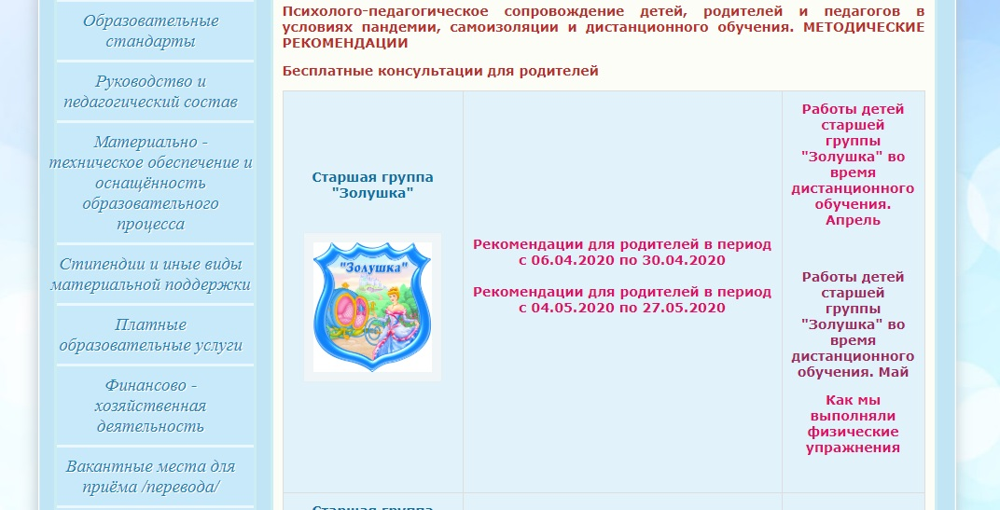 Образовательные
стандарты
Руководство и
педагогический состав
Материально -
техническое обеспечение и
оснащённость
образовательного
процесса
Стипендии и иные виды
материальной поддержки
Платные
образовательные услуги
Финансово -
хозяйственная
деятельность
Вакантные места для
приёма /перевода/
Психолого-педагогическое сопровождение детей, родителей и педагогов в
условиях пандемии, самоизоляции и дистанционного обучения. МЕТОДИЧЕСКИЕ
РЕКОМЕНДАЦИИ
Бесплатные консультации для родителей
Старшая группа
"Золушка"
"Золушка"
Рекомендации для родителей в период
с 06.04.2020 по 30.04.2020
Рекомендации для родителей в период
с 04.05.2020 по 27.05.2020
Работы детей
старшей
группы
"Золушка" во
время
дистанционного
обучения.
Апрель
Работы детей
старшей
группы
"Золушка" во
время
дистанционного
обучения. Май
Как мы
выполняли
физические
упражнения
Старшая группа